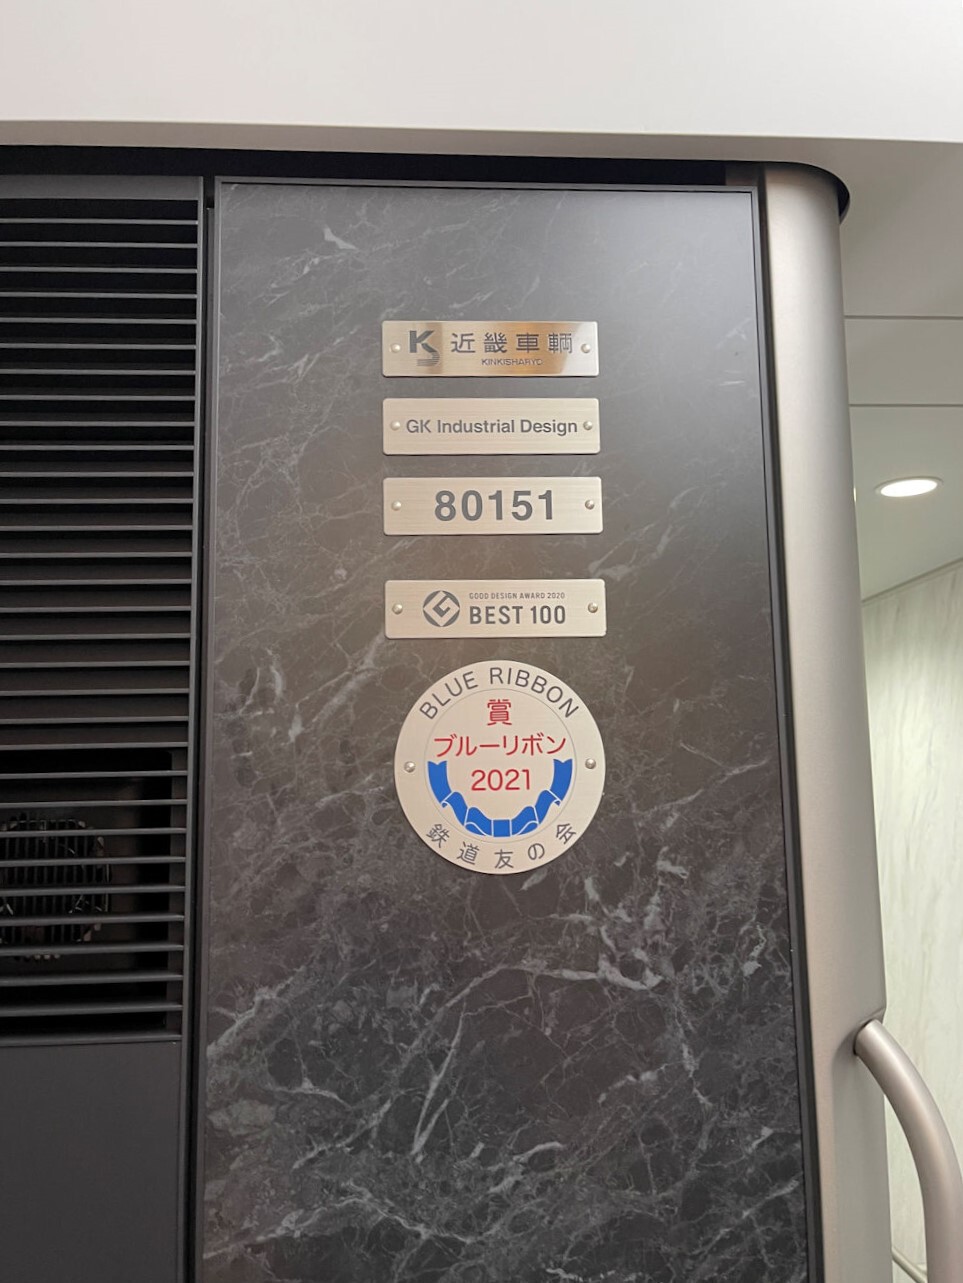 近畿車輌
KINKISHARYO
GK Industrial Design
80151
GOOD DESIGN AWARD 2020
BEST 100
BLUE RIBBON
賞
ブルーリボン
2021
鉄道友の会